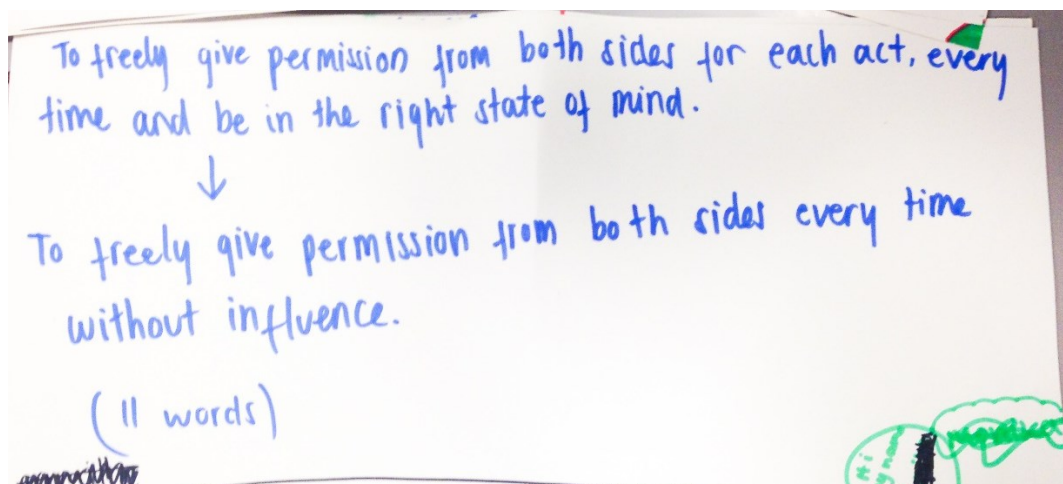 To freely give permission from both sides for each act, every
time and be in the right state of mind.
↓
To freely give permission from both sides every time
without influence.
(11 words)